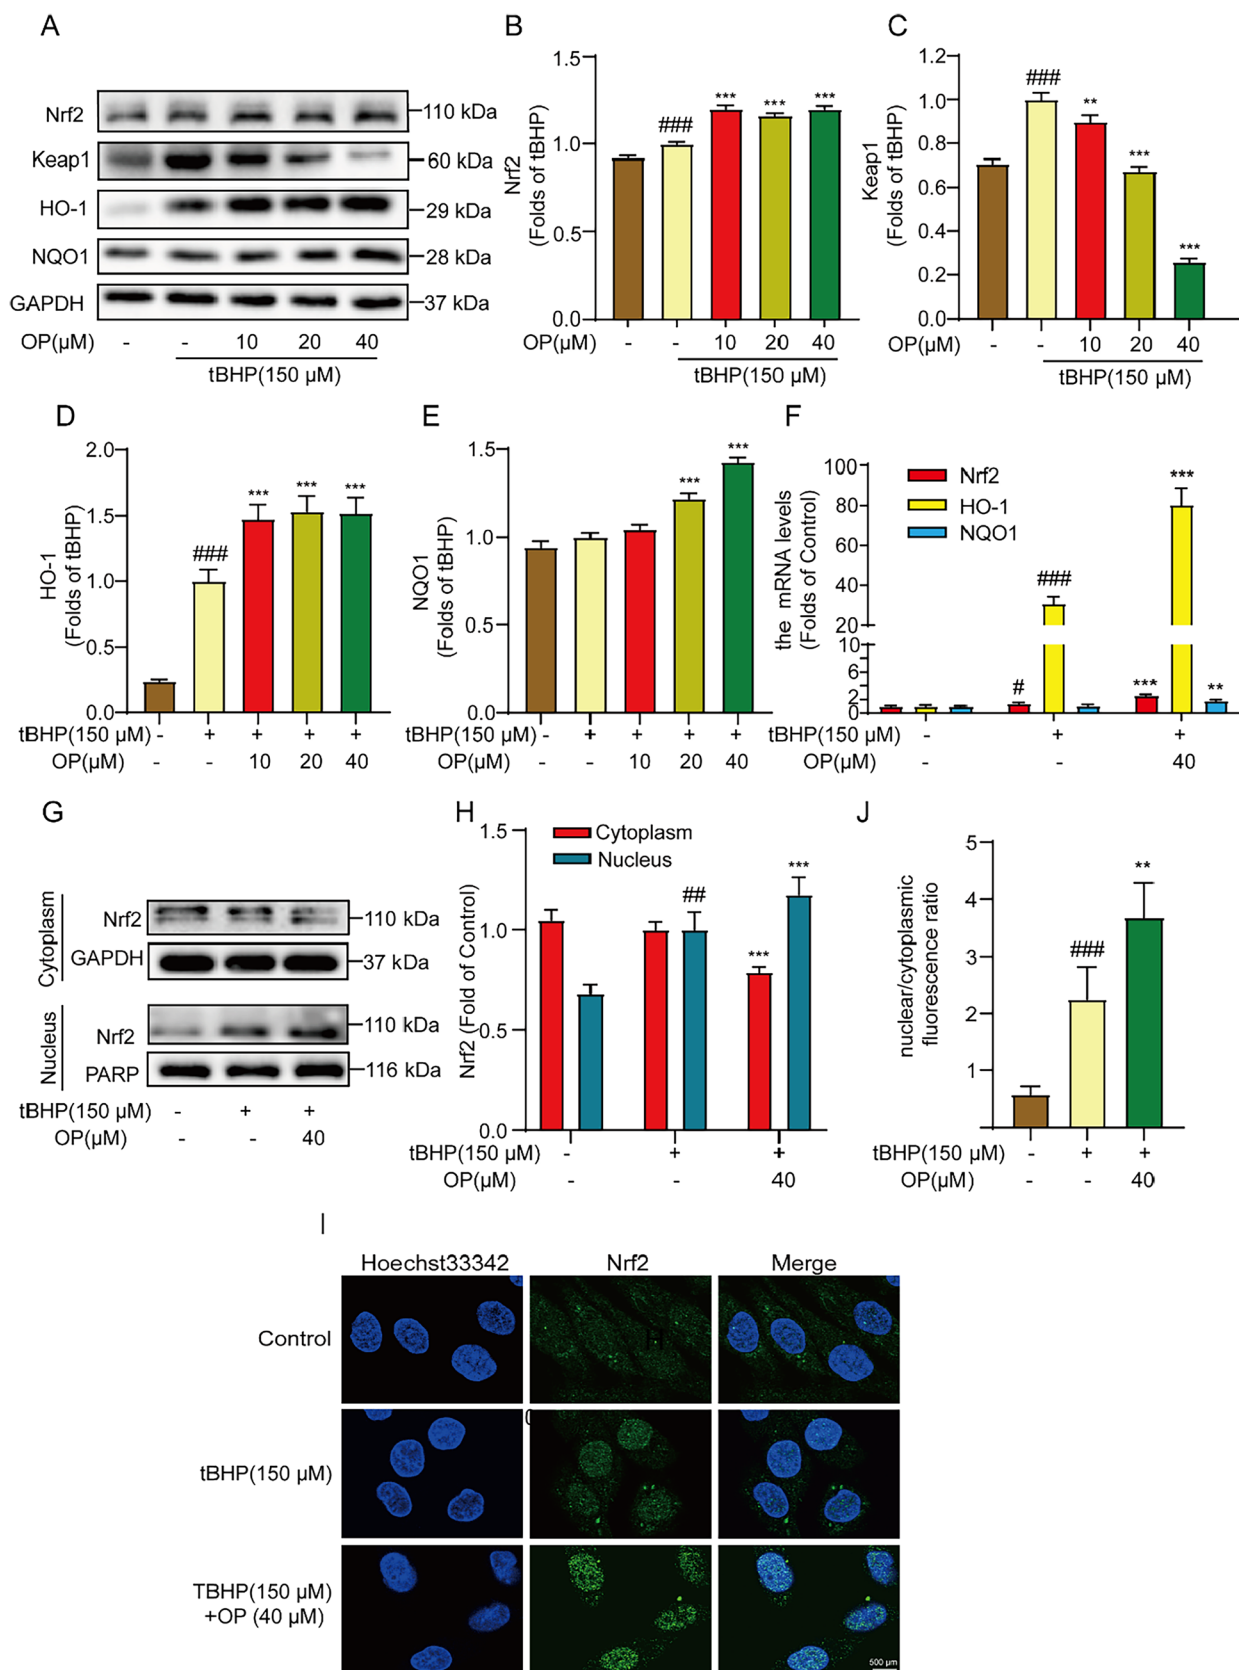 A
Nrf2
110 kDa
Keap1
60 kDa
HO-1
29 kDa
NQO1
28 kDa
GAPDH
37 kDa
OP(μM) - - 10 20 40
tBHP(150 μM)
B
Nrf2
(Folds of tBHP)
1.5
1.0
0.5
0.0
### *** *** ***
OP(μM) - - 10 20 40
tBHP(150 μM)
C
Keap1
(Folds of tBHP)
1.2
1.0
0.8
0.6
0.4
0.2
0.0
### ** *** ***
OP(μM) - - 10 20 40
tBHP(150 μM)
D
HO-1
(Folds of tBHP)
2.0
1.5
1.0
0.5
0.0
### *** *** ***
tBHP(150 μM) - + + + +
OP(μM) - - 10 20 40
E
NQO1
(Folds of tBHP)
1.5
1.0
0.5
0.0
*** ***
tBHP(150 μM) - + + + +
OP(μM) - - 10 20 40
F
the mRNA levels
(Folds of Control)
100
80
60
40
20
10
8
6
4
2
0
Nrf2
HO-1
NQO1
# ### *** *** **
tBHP(150 μM) - + +
OP(μM) - - 40
G
Cytoplasm
Nrf2
110 kDa
GAPDH
37 kDa
Nucleus
Nrf2
110 kDa
PARP
116 kDa
tBHP(150 μM) - + +
OP(μM) - - 40
H
Nrf2 (Fold of Control)
1.5
1.0
0.5
0.0
Cytoplasm
Nucleus
## *** ***
tBHP(150 μM) - + +
OP(μM) - - 40
J
nuclear/cytoplasmic
fluorescence ratio
5
4
3
2
1
### **
tBHP(150 μM) - + +
OP(μM) - - 40
I
Hoechst33342 Nrf2 Merge
Control
tBHP(150 μM)
TBHP(150 μM)
+OP (40 μM)
500 μm